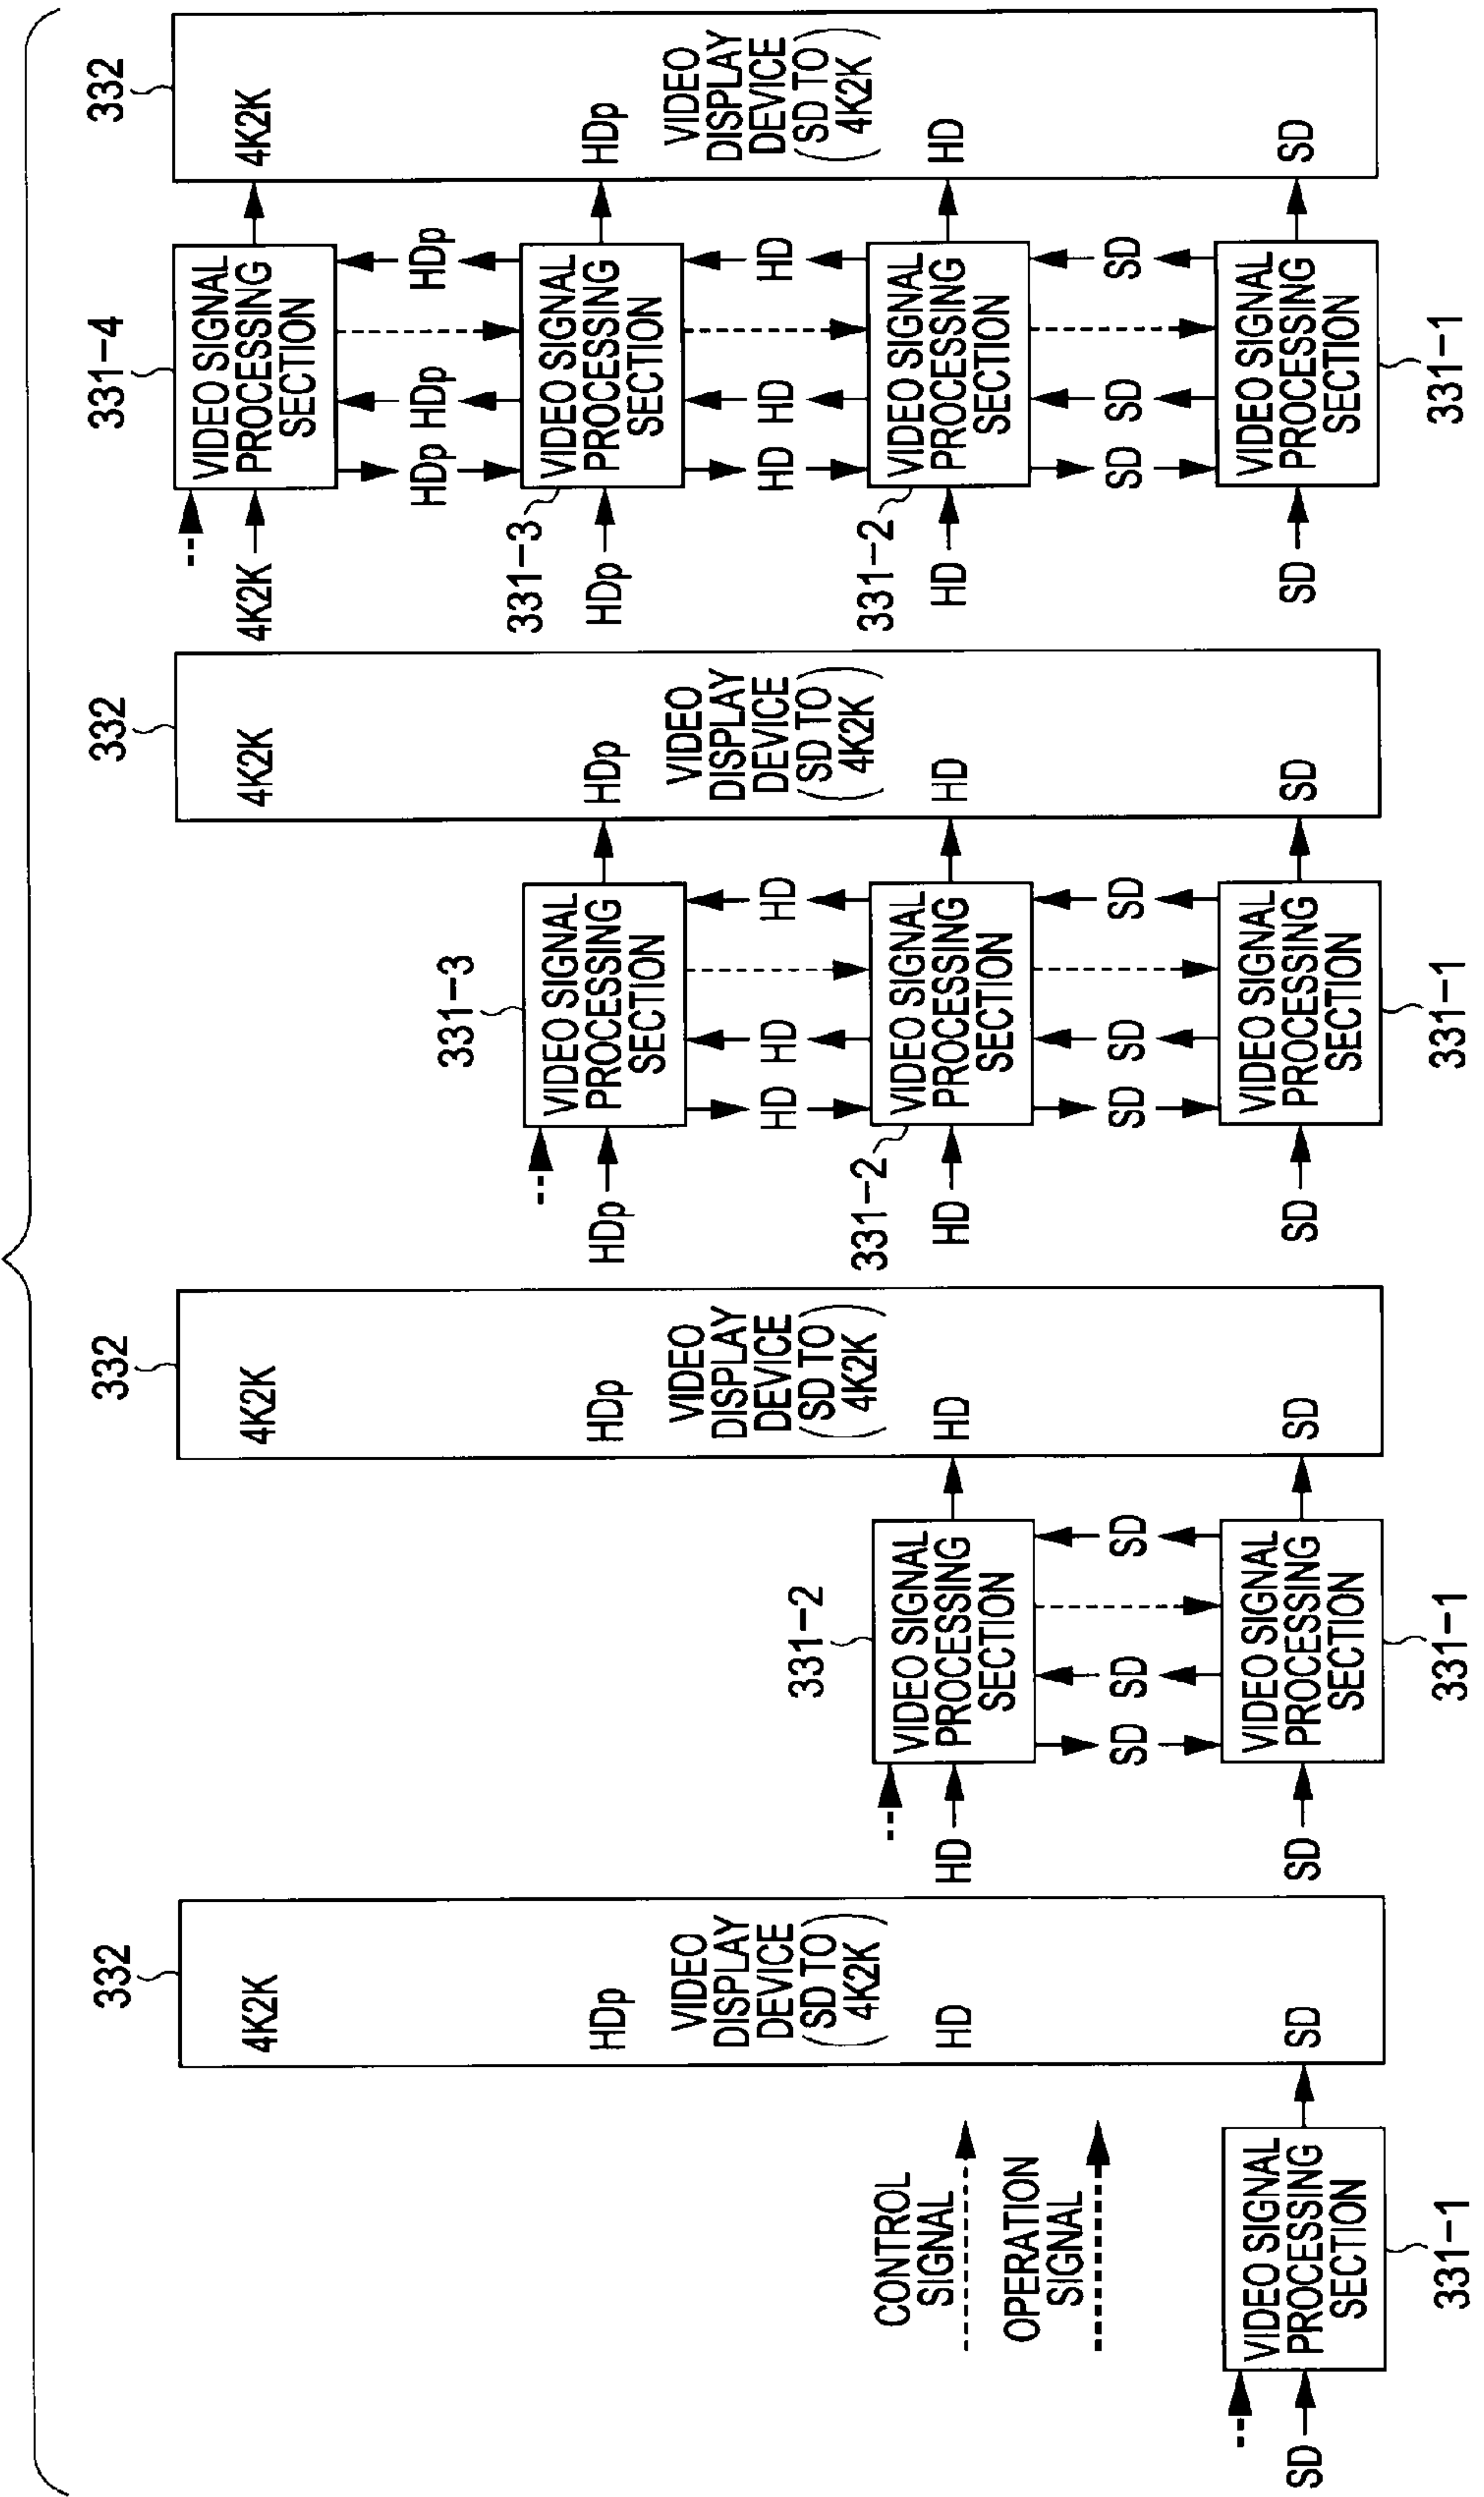 332
4K2K
HDp
VIDEO
DISPLAY
DEVICE
(SD TO
4K2K)
HD
SD
CONTROL
SIGNAL
OPERATION
SIGNAL
SD
VIDEO SIGNAL
PROCESSING
SECTION
331-1
331-2
HD
VIDEO SIGNAL
PROCESSING
SECTION
SD SD SD
SD
VIDEO SIGNAL
PROCESSING
SECTION
331-1
332
4K2K
HDp
VIDEO
DISPLAY
DEVICE
(SD TO
4K2K)
HD
SD
331-3
HDp
VIDEO SIGNAL
PROCESSING
SECTION
HD HD HD
331-2
HD
VIDEO SIGNAL
PROCESSING
SECTION
SD SD SD
SD
VIDEO SIGNAL
PROCESSING
SECTION
331-1
332
4K2K
HDp
VIDEO
DISPLAY
DEVICE
(SD TO
4K2K)
HD
SD
331-4
4K2K
VIDEO SIGNAL
PROCESSING
SECTION
HDp HDp HDp
331-3
HDp
VIDEO SIGNAL
PROCESSING
SECTION
HD HD HD
331-2
HD
VIDEO SIGNAL
PROCESSING
SECTION
SD SD SD
SD
VIDEO SIGNAL
PROCESSING
SECTION
331-1
332
4K2K
HDp
VIDEO
DISPLAY
DEVICE
(SD TO
4K2K)
HD
SD